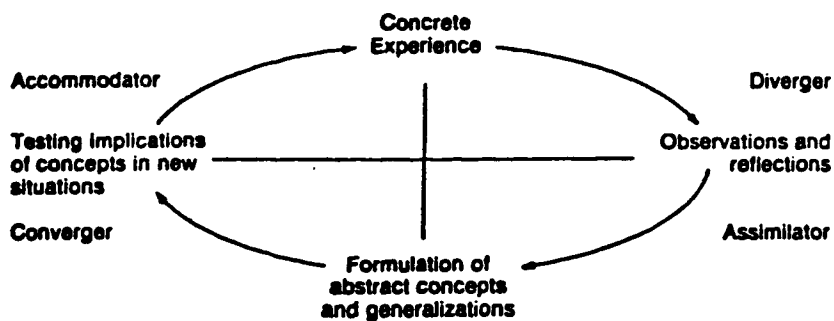 Concrete
Experience
Accommodator
Diverger
Testing implications
of concepts in new
situations
Observations and
reflections
Converger
Assimilator
Formulation of
abstract concepts
and generalizations